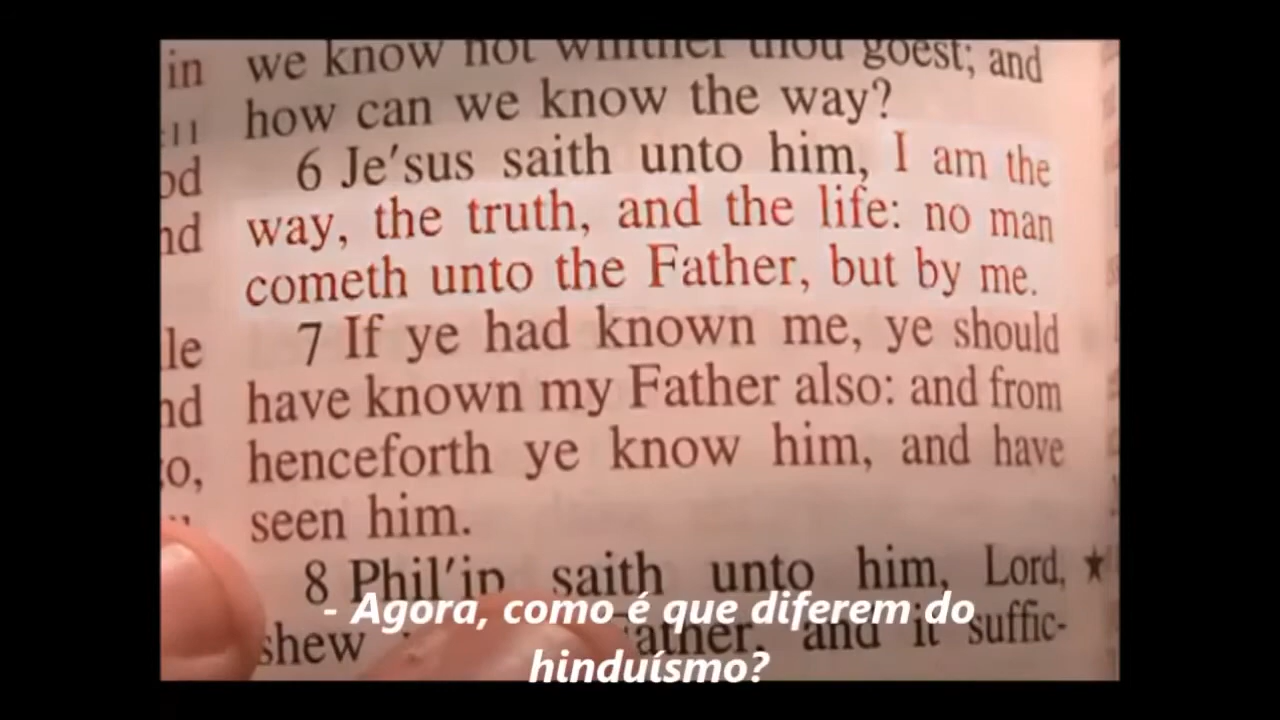 in we know not whither thou goest; and
how can we know the way?
od 6 Je′sus saith unto him, I am the
nd way, the truth, and the life: no man
cometh unto the Father, but by me.
le 7 If ye had known me, ye should
nd have known my Father also: and from
o, henceforth ye know him, and have
seen him.
8 Phil′ip saith unto him, Lord, ★
shew ather, and it suffic-
- Agora, como é que diferem do
hinduísmo?